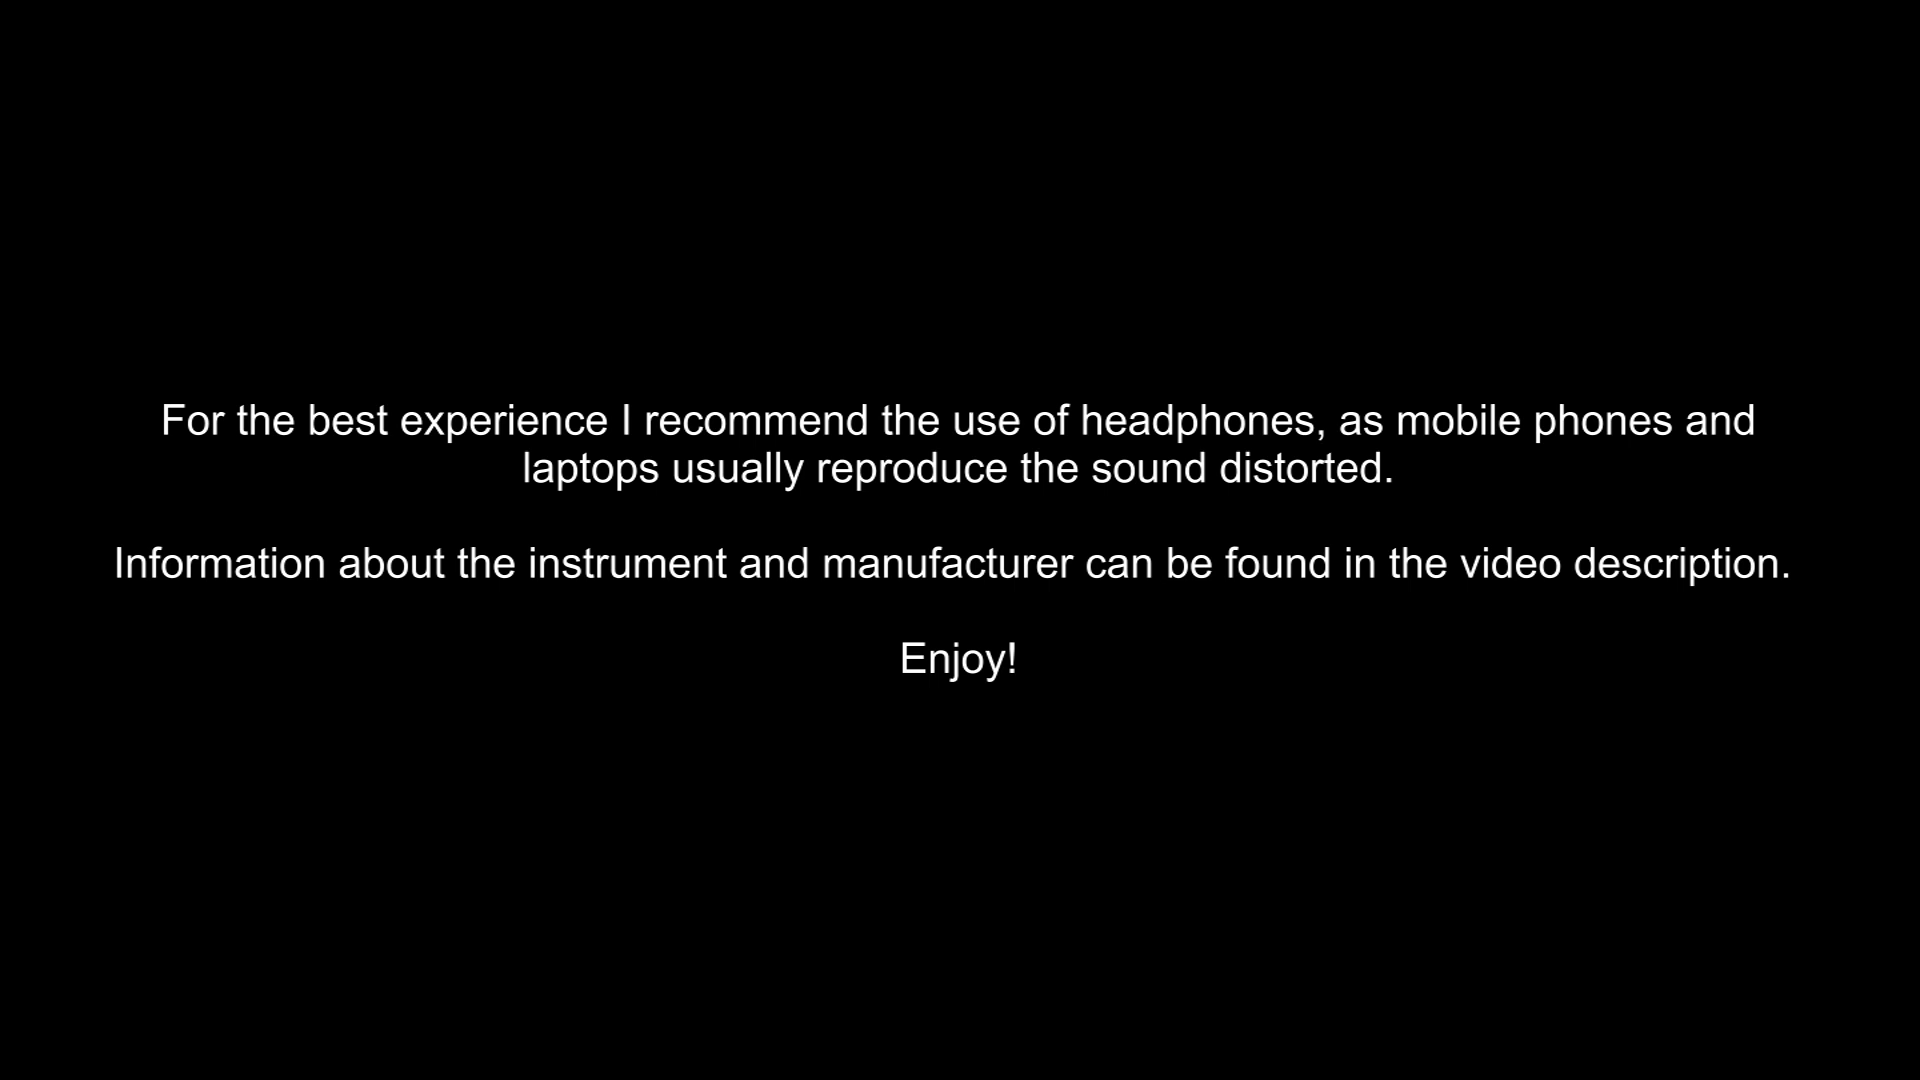 For the best experience I recommend the use of headphones, as mobile phones and
laptops usually reproduce the sound distorted.
Information about the instrument and manufacturer can be found in the video description.
Enjoy!